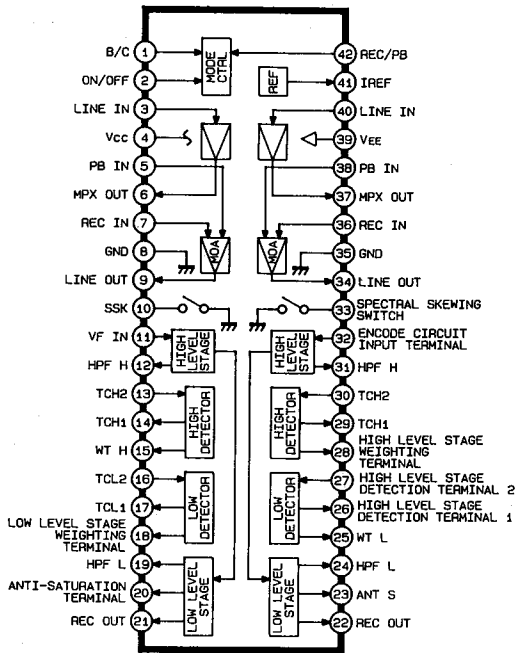 B/C 1
MODE CTRL
42 REC/PB
ON/OFF 2
REF
41 IREF
LINE IN 3
40 LINE IN
Vcc 4
39 VEE
PB IN 5
38 PB IN
MPX OUT 6
37 MPX OUT
REC IN 7
36 REC IN
GND 8
MOA
MOA
35 GND
LINE OUT 9
34 LINE OUT
SSK 10
33 SPECTRAL SKEWING
SWITCH
VF IN 11
HIGH LEVEL STAGE
HIGH LEVEL STAGE
32 ENCODE CIRCUIT
INPUT TERMINAL
HPF H 12
31 HPF H
TCH2 13
30 TCH2
TCH1 14
HIGH DETECTOR
HIGH DETECTOR
29 TCH1
WT H 15
28 HIGH LEVEL STAGE
WEIGHTING
TERMINAL
TCL2 16
27 HIGH LEVEL STAGE
DETECTION TERMINAL 2
TCL1 17
LOW DETECTOR
LOW DETECTOR
26 HIGH LEVEL STAGE
DETECTION TERMINAL 1
LOW LEVEL STAGE
WEIGHTING
TERMINAL 18
25 WT L
HPF L 19
24 HPF L
ANTI-SATURATION
TERMINAL 20
LOW LEVEL STAGE
LOW LEVEL STAGE
23 ANT S
REC OUT 21
22 REC OUT